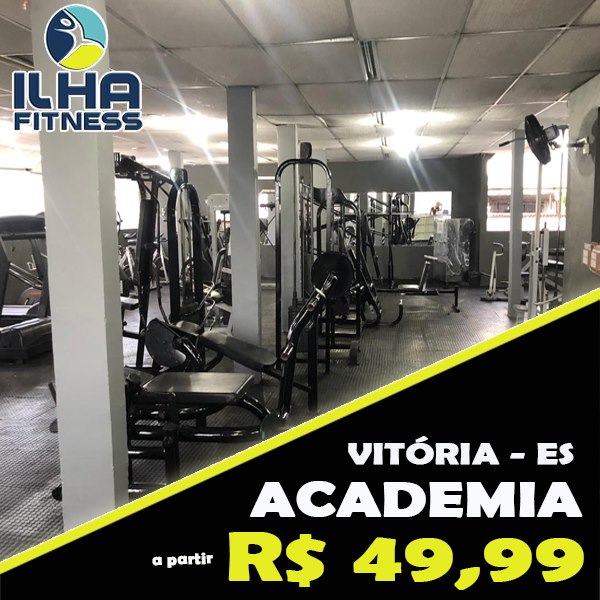 ILHA
FITNESS
VITÓRIA - ES
ACADEMIA
a partir R$ 49,99